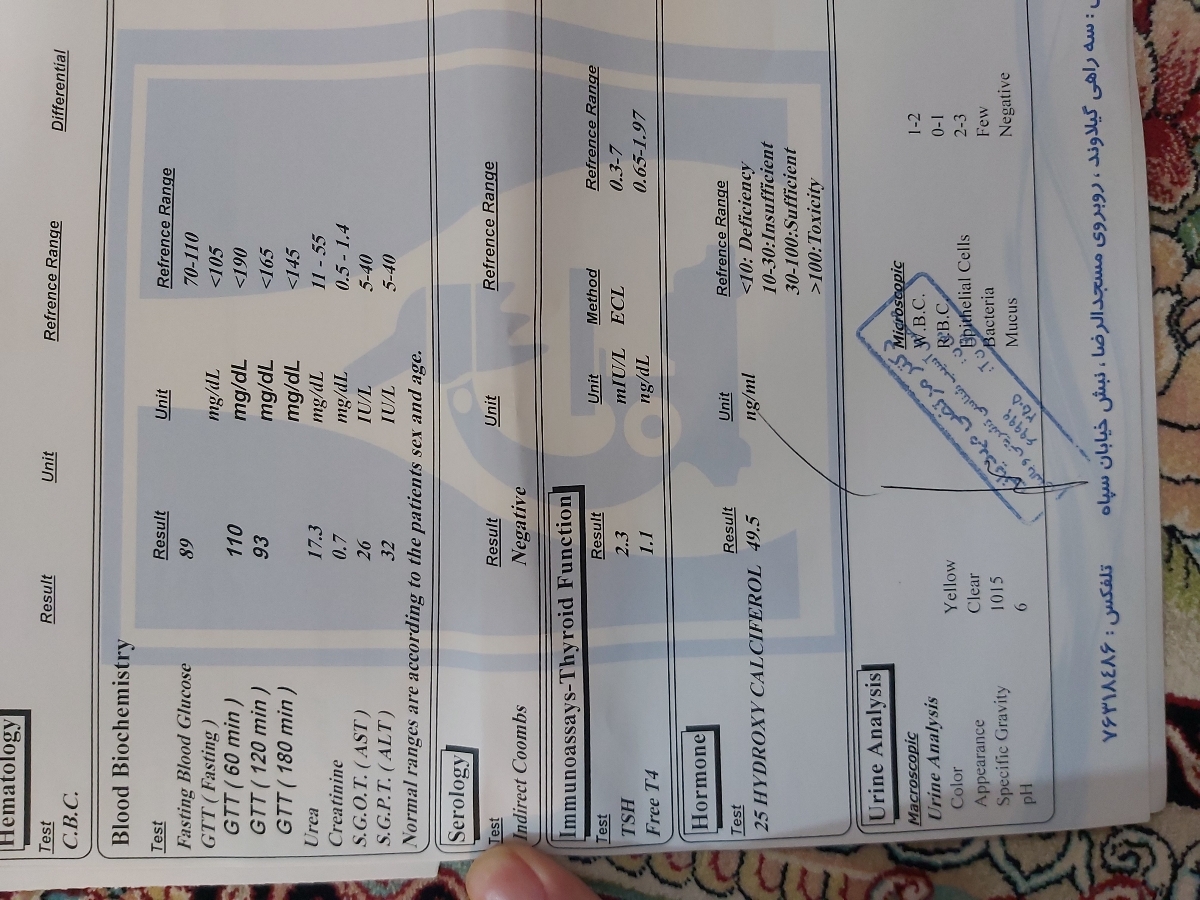 Hematology
Test Result Unit Refrence Range Differential
C.B.C.
Blood Biochemistry
Test Result Unit Refrence Range
Fasting Blood Glucose 89 70-110
GTT ( Fasting ) mg/dL <105
GTT ( 60 min ) 110 mg/dL <190
GTT ( 120 min ) 93 mg/dL <165
GTT ( 180 min ) mg/dL <145
Urea 17.3 mg/dL 11 - 55
Creatinine 0.7 mg/dL 0.5 - 1.4
S.G.O.T. ( AST ) 26 IU/L 5-40
S.G.P.T. ( ALT ) 32 IU/L 5-40
Normal ranges are according to the patients sex and age.
Serology
Test Result Unit Refrence Range
Indirect Coombs Negative
Immunoassays-Thyroid Function
Test Result Unit Method Refrence Range
TSH 2.3 mIU/L ECL 0.3-7
Free T4 1.1 ng/dL 0.65-1.97
Hormone
Test Result Unit Refrence Range
25 HYDROXY CALCIFEROL 49.5 ng/ml <10: Deficiency
10-30:Insufficient
30-100:Sufficient
>100:Toxicity
Urine Analysis
Macroscopic Microscopic
Urine Analysis W.B.C. 1-2
Color Yellow R.B.C. 0-1
Appearance Clear Epithelial Cells 2-3
Specific Gravity 1015 Bacteria Few
pH 6 Mucus Negative
سه راهی گیلاوند ، روبروی مسجدالرضا ، نبش خیابان سپاه تلفکس :